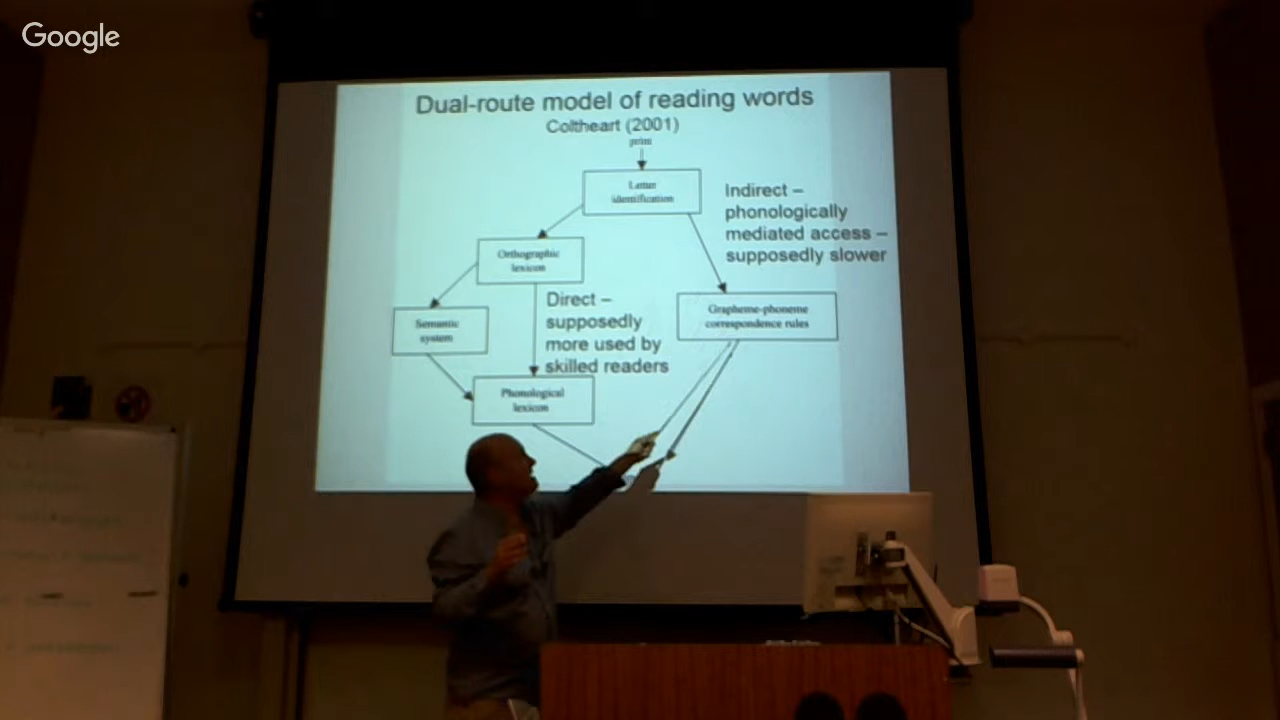 Google
Dual-route model of reading words
Coltheart (2001)
print
Letter
identification
Indirect –
phonologically
mediated access –
supposedly slower
Orthographic
lexicon
Direct –
supposedly
more used by
skilled readers
Grapheme-phoneme
correspondence rules
Semantic
system
Phonological
lexicon